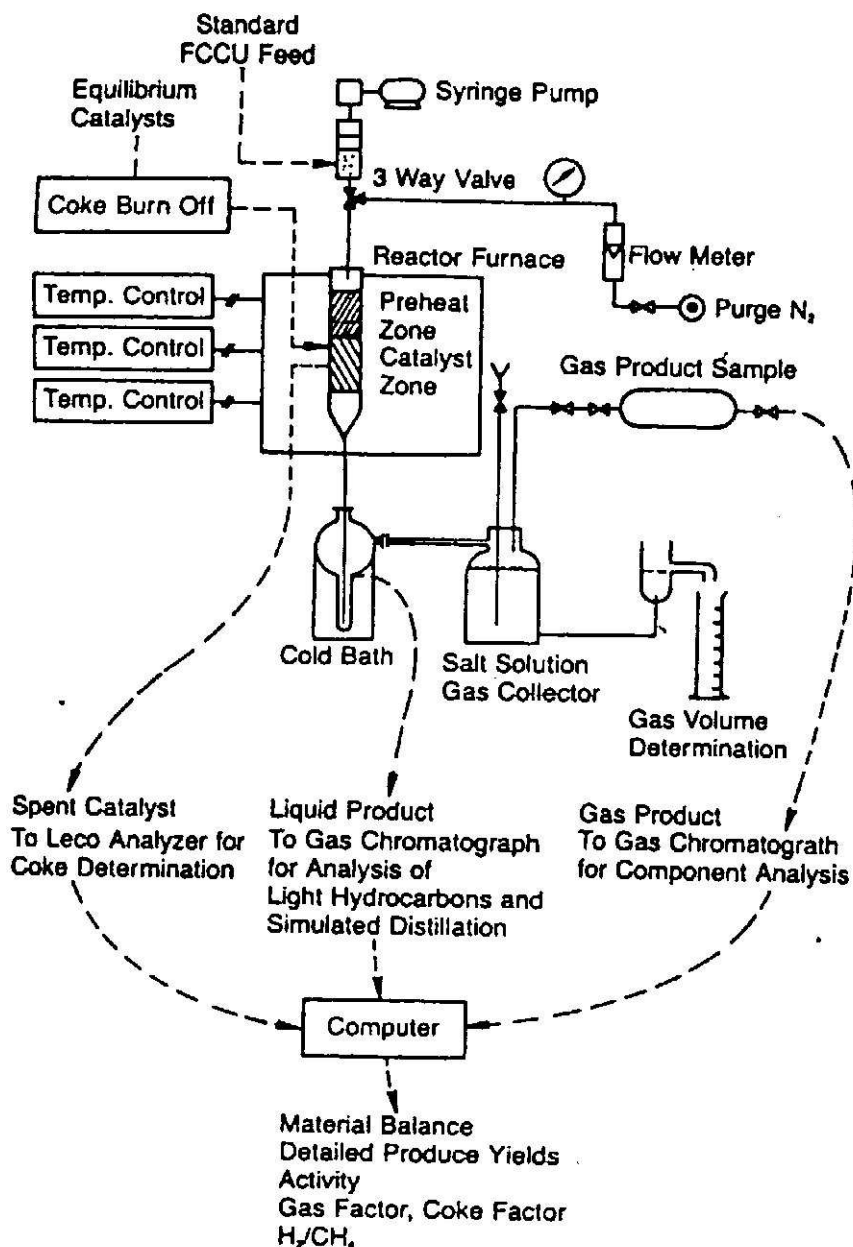 Standard
FCCU Feed
Equilibrium
Catalysts
Syringe Pump
3 Way Valve
Coke Burn Off
Reactor Furnace
Flow Meter
Temp. Control
Preheat
Zone
Purge N₂
Temp. Control
Catalyst
Zone
Gas Product Sample
Temp. Control
Cold Bath
Salt Solution
Gas Collector
Gas Volume
Determination
Spent Catalyst
To Leco Analyzer for
Coke Determination
Liquid Product
To Gas Chromatograph
for Analysis of
Light Hydrocarbons and
Simulated Distillation
Gas Product
To Gas Chromatograth
for Component Analysis
Computer
Material Balance
Detailed Produce Yields
Activity
Gas Factor, Coke Factor
H₂/CH₄